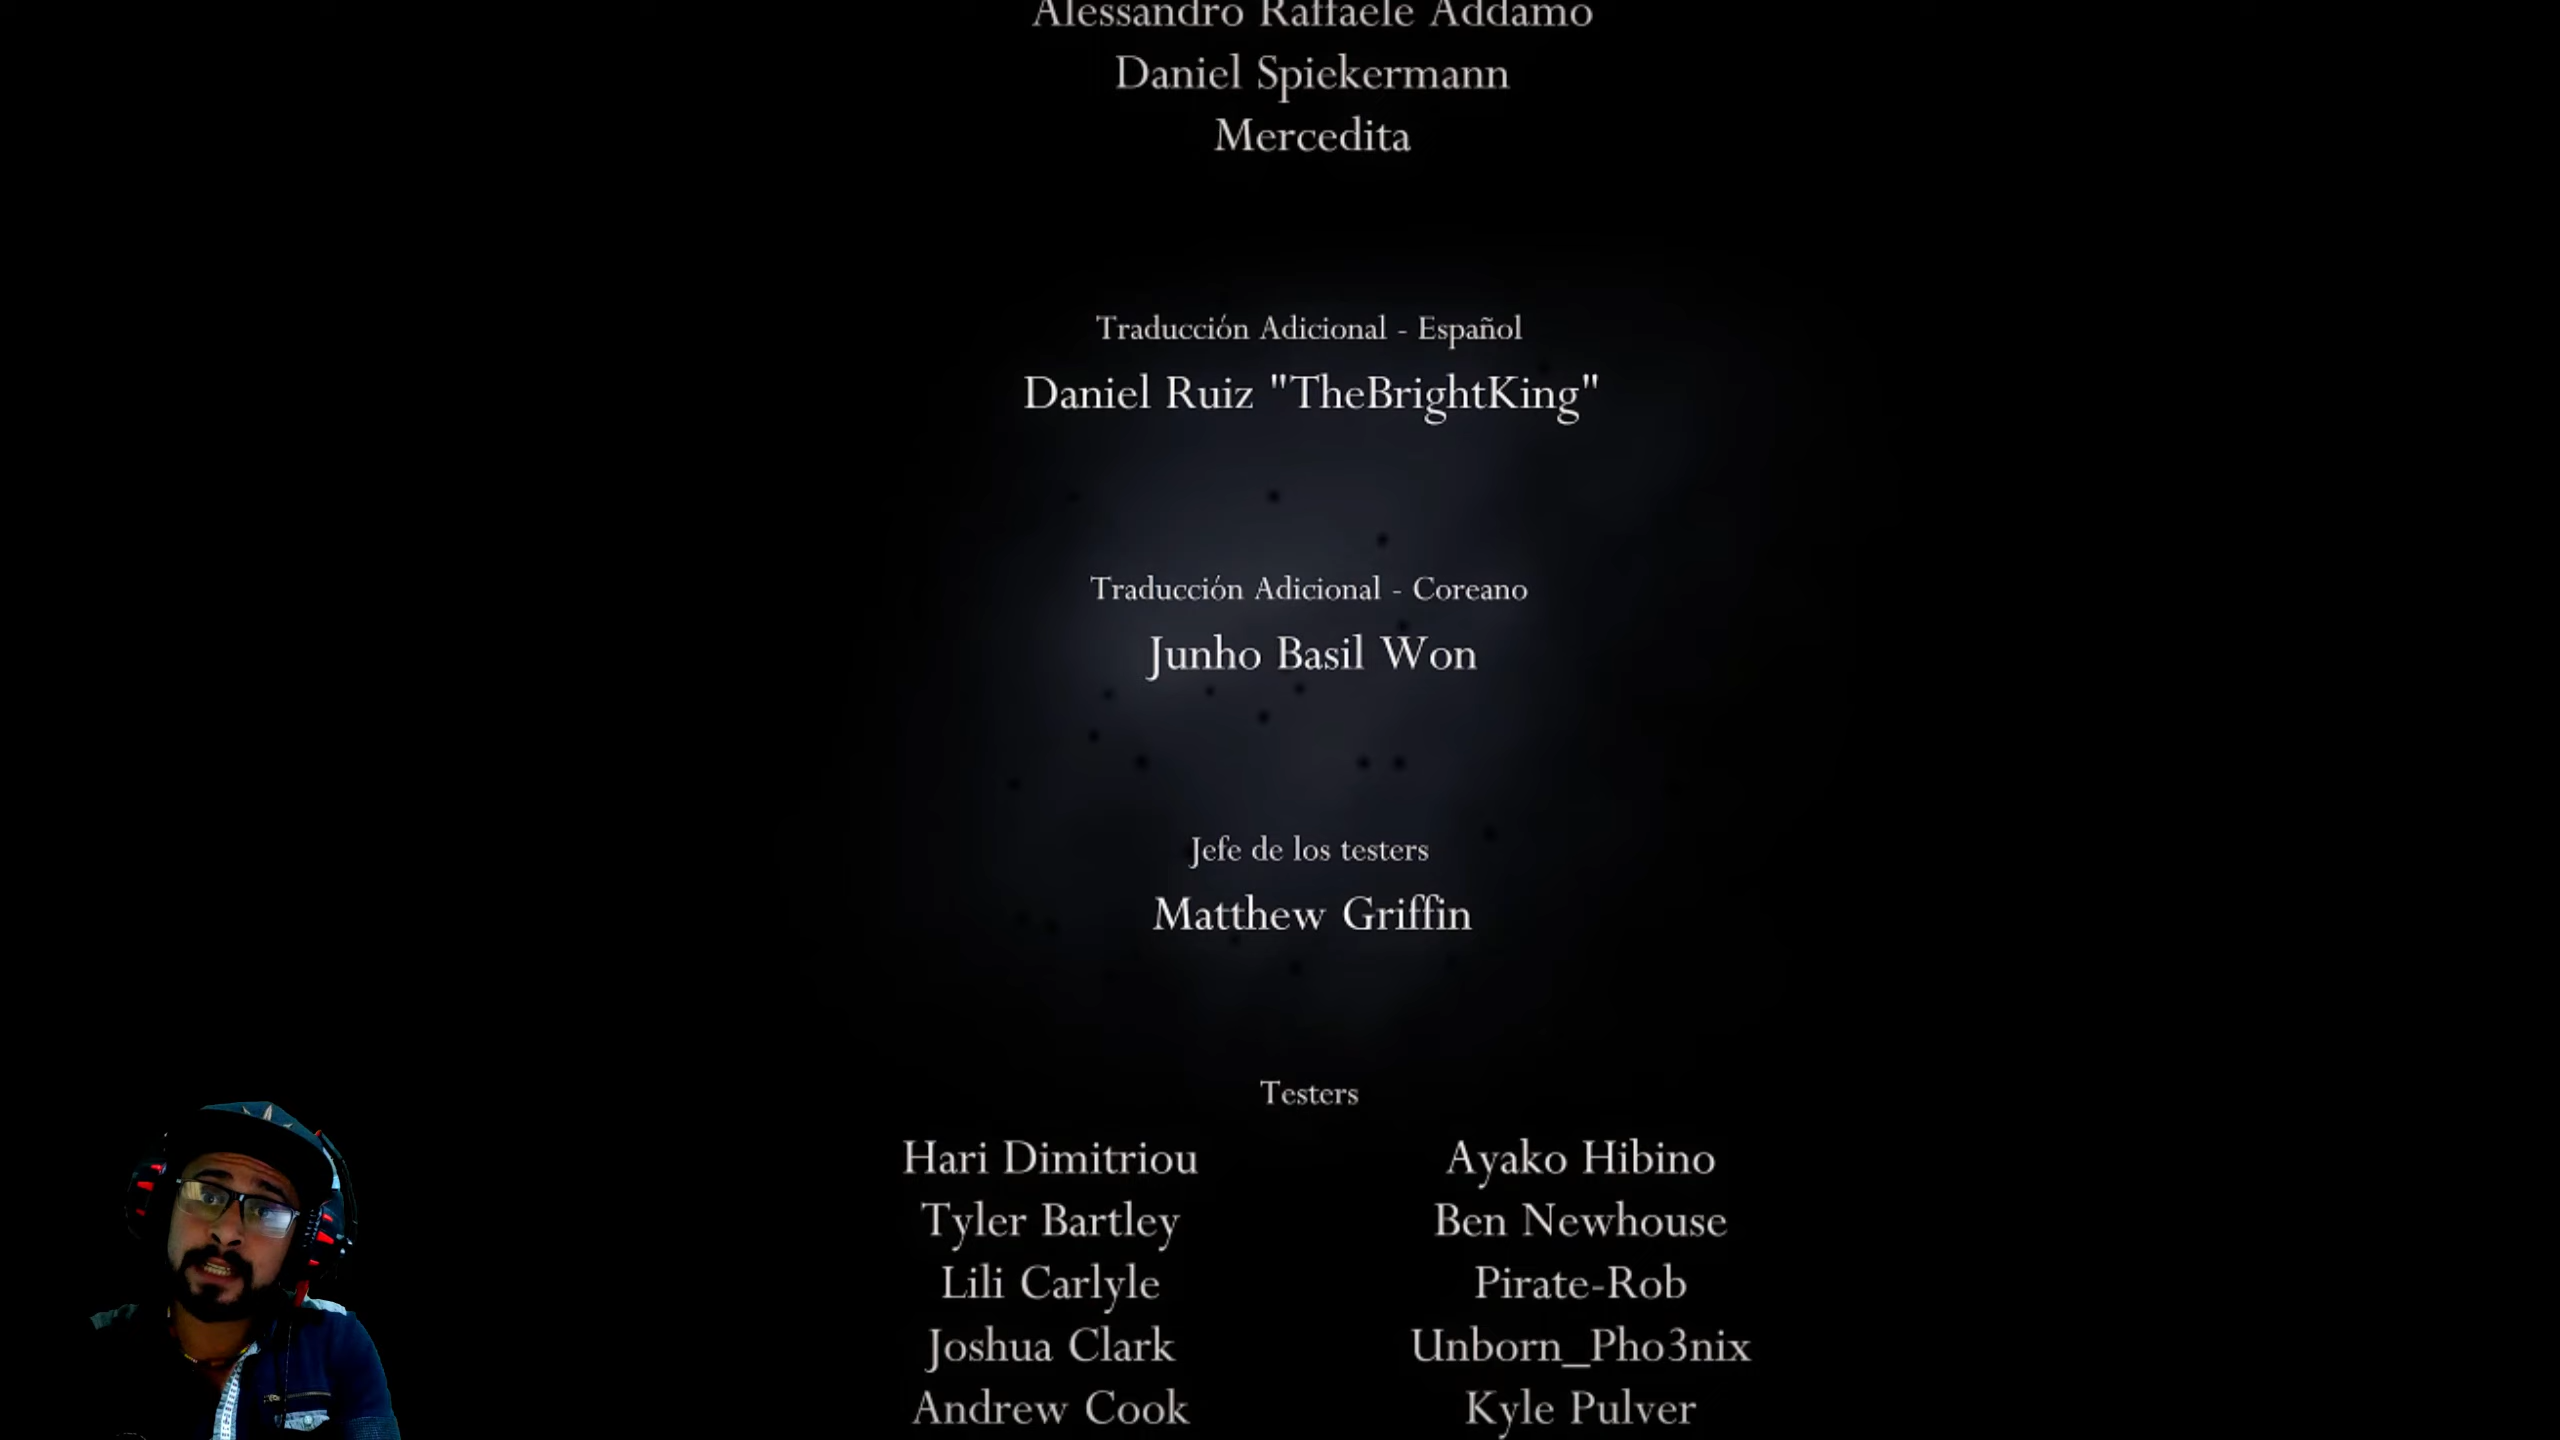 Alessandro Raffaele Addamo
Daniel Spiekermann
Mercedita
Traducción Adicional - Español
Daniel Ruiz "TheBrightKing"
Traducción Adicional - Coreano
Junho Basil Won
Jefe de los testers
Matthew Griffin
Testers
Hari Dimitriou Ayako Hibino
Tyler Bartley Ben Newhouse
Lili Carlyle Pirate-Rob
Joshua Clark Unborn_Pho3nix
Andrew Cook Kyle Pulver